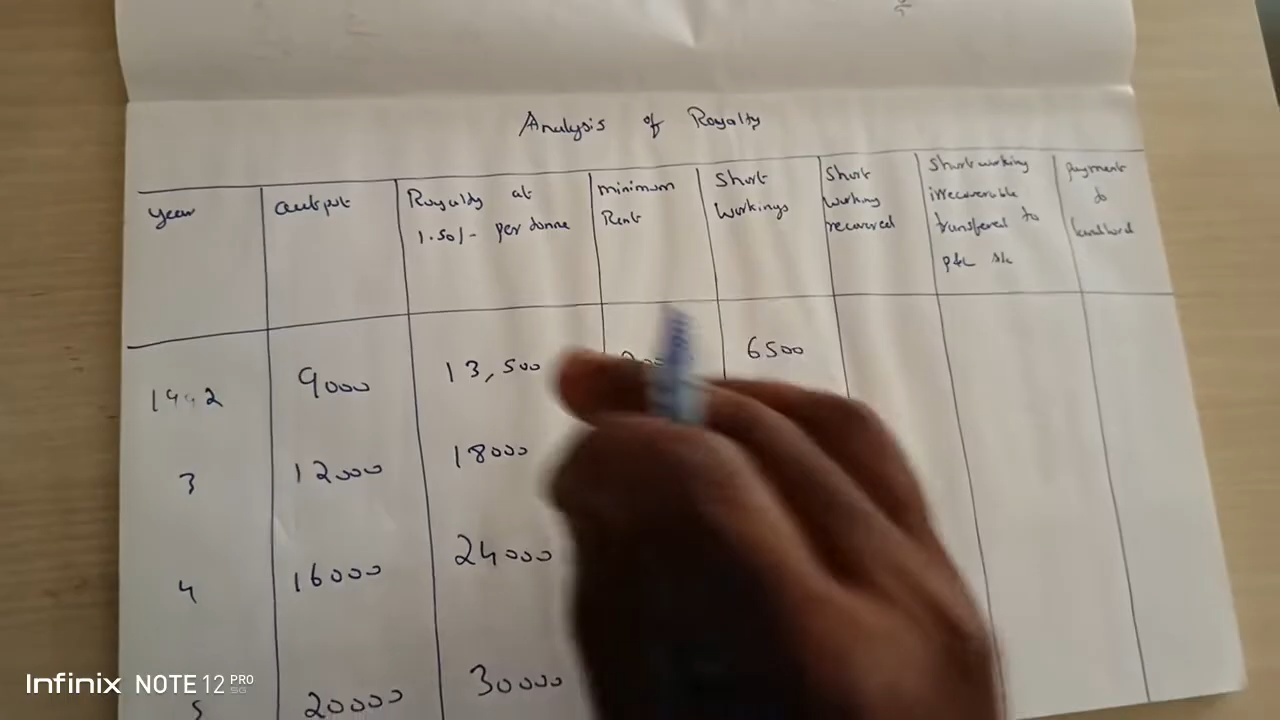 Analysis of Royalty
Year
output
Royalty at
1.50/- per tonne
minimum
Rent
Short
workings
Short
working
recovered
Short working
irrecoverable
transfered to
P&L a/c
payment
to
landlord
9000
13,500
6500
3
12000
18000
4
16000
24000
5
20000
30000
Infinix NOTE 12 PRO
5G